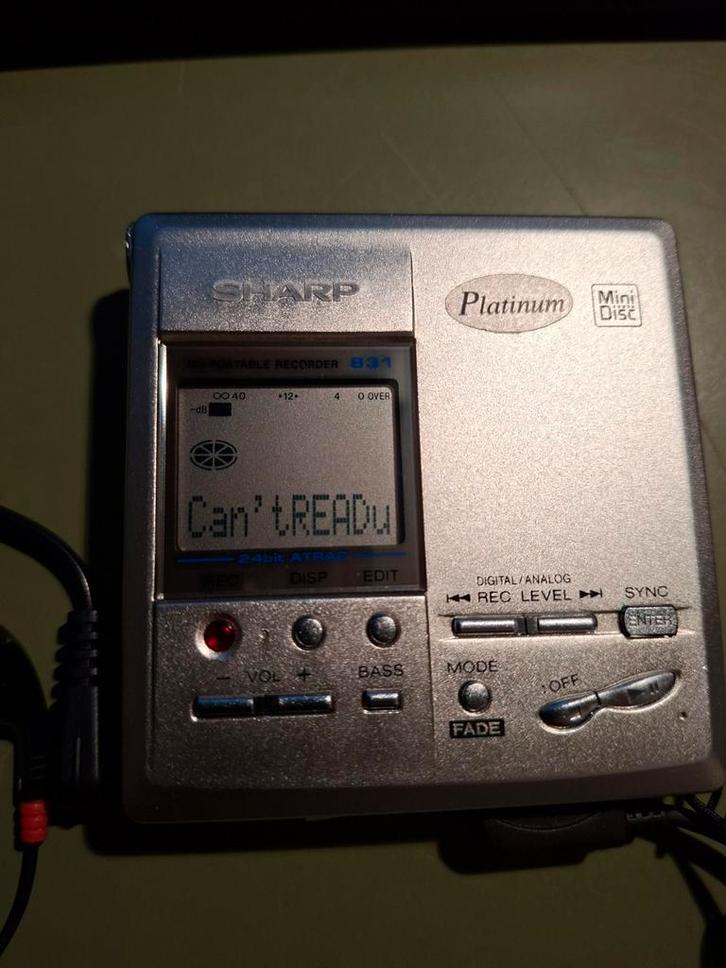 SHARP
Platinum
Mini
Disc
MD PORTABLE RECORDER 831
∞ 40 •12• 4 0 OVER
-dB
Can'tREADu
24bit ATRAC
REC DISP EDIT
DIGITAL/ANALOG
REC LEVEL
SYNC
ENTER
- VOL +
BASS
MODE
FADE
:OFF